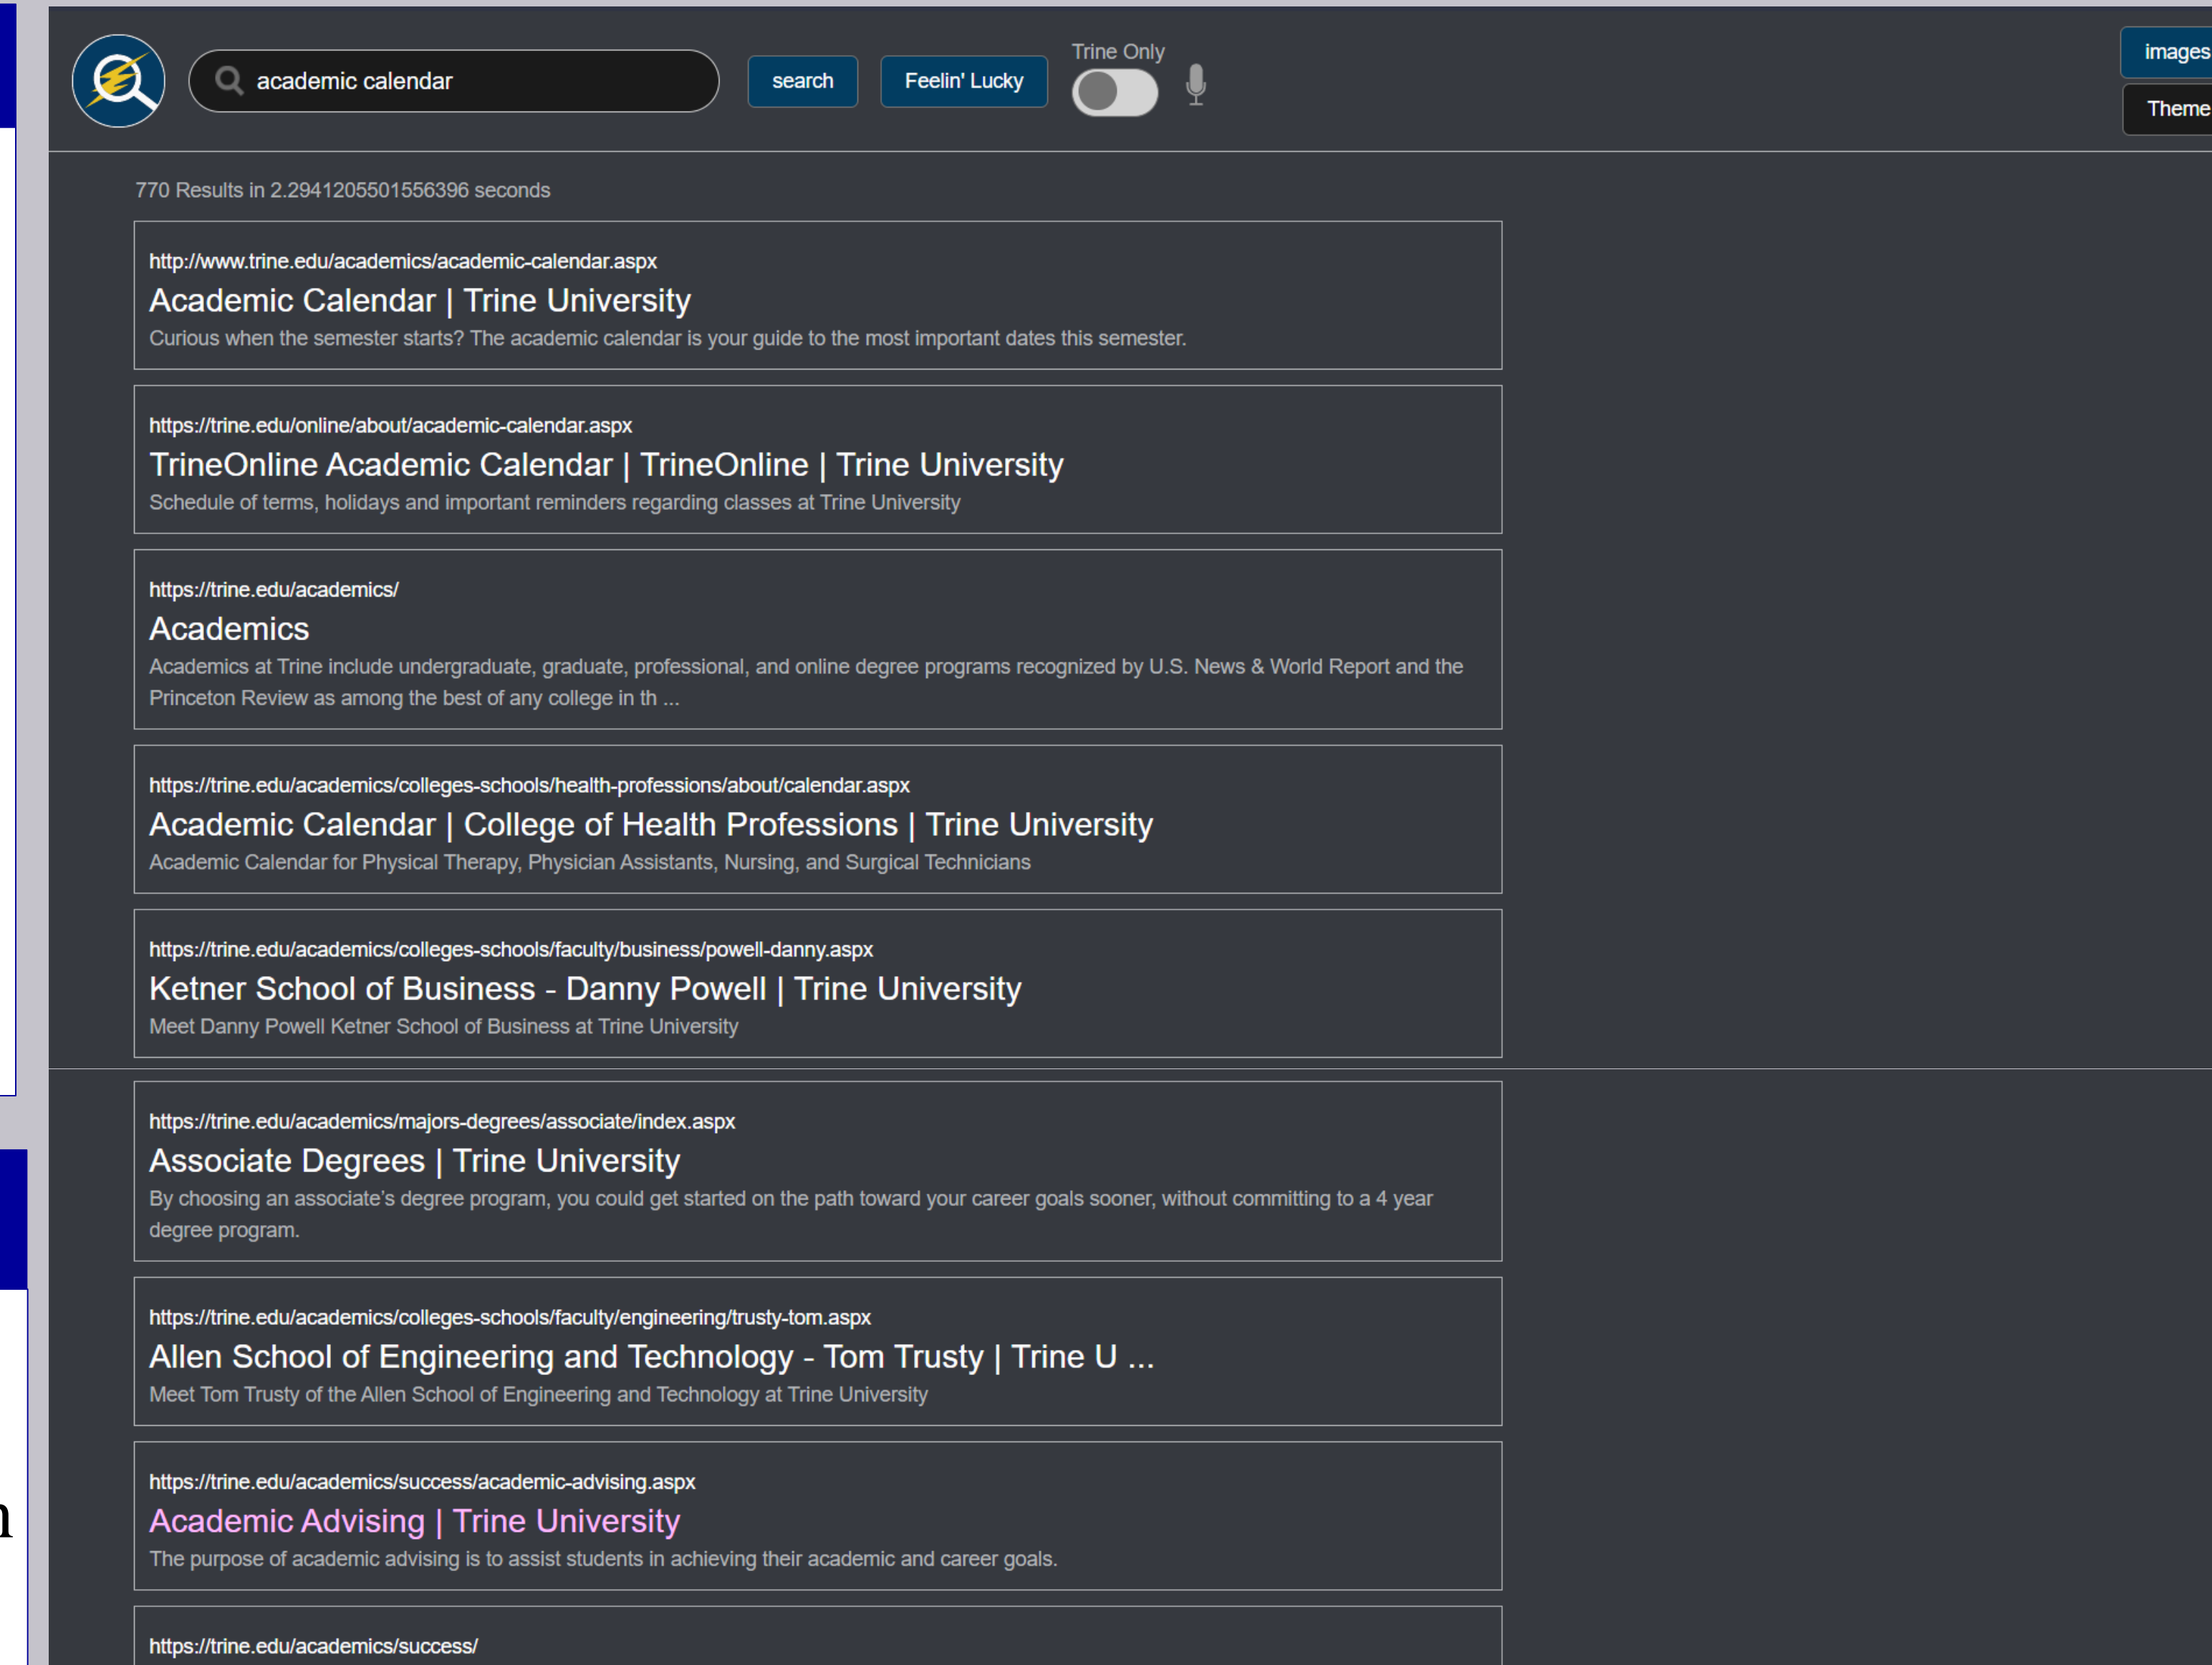 Trine Only
images
academic calendar
search
Feelin' Lucky
Theme
770 Results in 2.2941205501556396 seconds
http://www.trine.edu/academics/academic-calendar.aspx
Academic Calendar | Trine University
Curious when the semester starts? The academic calendar is your guide to the most important dates this semester.
https://trine.edu/online/about/academic-calendar.aspx
TrineOnline Academic Calendar | TrineOnline | Trine University
Schedule of terms, holidays and important reminders regarding classes at Trine University
https://trine.edu/academics/
Academics
Academics at Trine include undergraduate, graduate, professional, and online degree programs recognized by U.S. News & World Report and the
Princeton Review as among the best of any college in th ...
https://trine.edu/academics/colleges-schools/health-professions/about/calendar.aspx
Academic Calendar | College of Health Professions | Trine University
Academic Calendar for Physical Therapy, Physician Assistants, Nursing, and Surgical Technicians
https://trine.edu/academics/colleges-schools/faculty/business/powell-danny.aspx
Ketner School of Business - Danny Powell | Trine University
Meet Danny Powell Ketner School of Business at Trine University
https://trine.edu/academics/majors-degrees/associate/index.aspx
Associate Degrees | Trine University
By choosing an associate’s degree program, you could get started on the path toward your career goals sooner, without committing to a 4 year
degree program.
https://trine.edu/academics/colleges-schools/faculty/engineering/trusty-tom.aspx
Allen School of Engineering and Technology - Tom Trusty | Trine U ...
Meet Tom Trusty of the Allen School of Engineering and Technology at Trine University
https://trine.edu/academics/success/academic-advising.aspx
Academic Advising | Trine University
The purpose of academic advising is to assist students in achieving their academic and career goals.
https://trine.edu/academics/success/